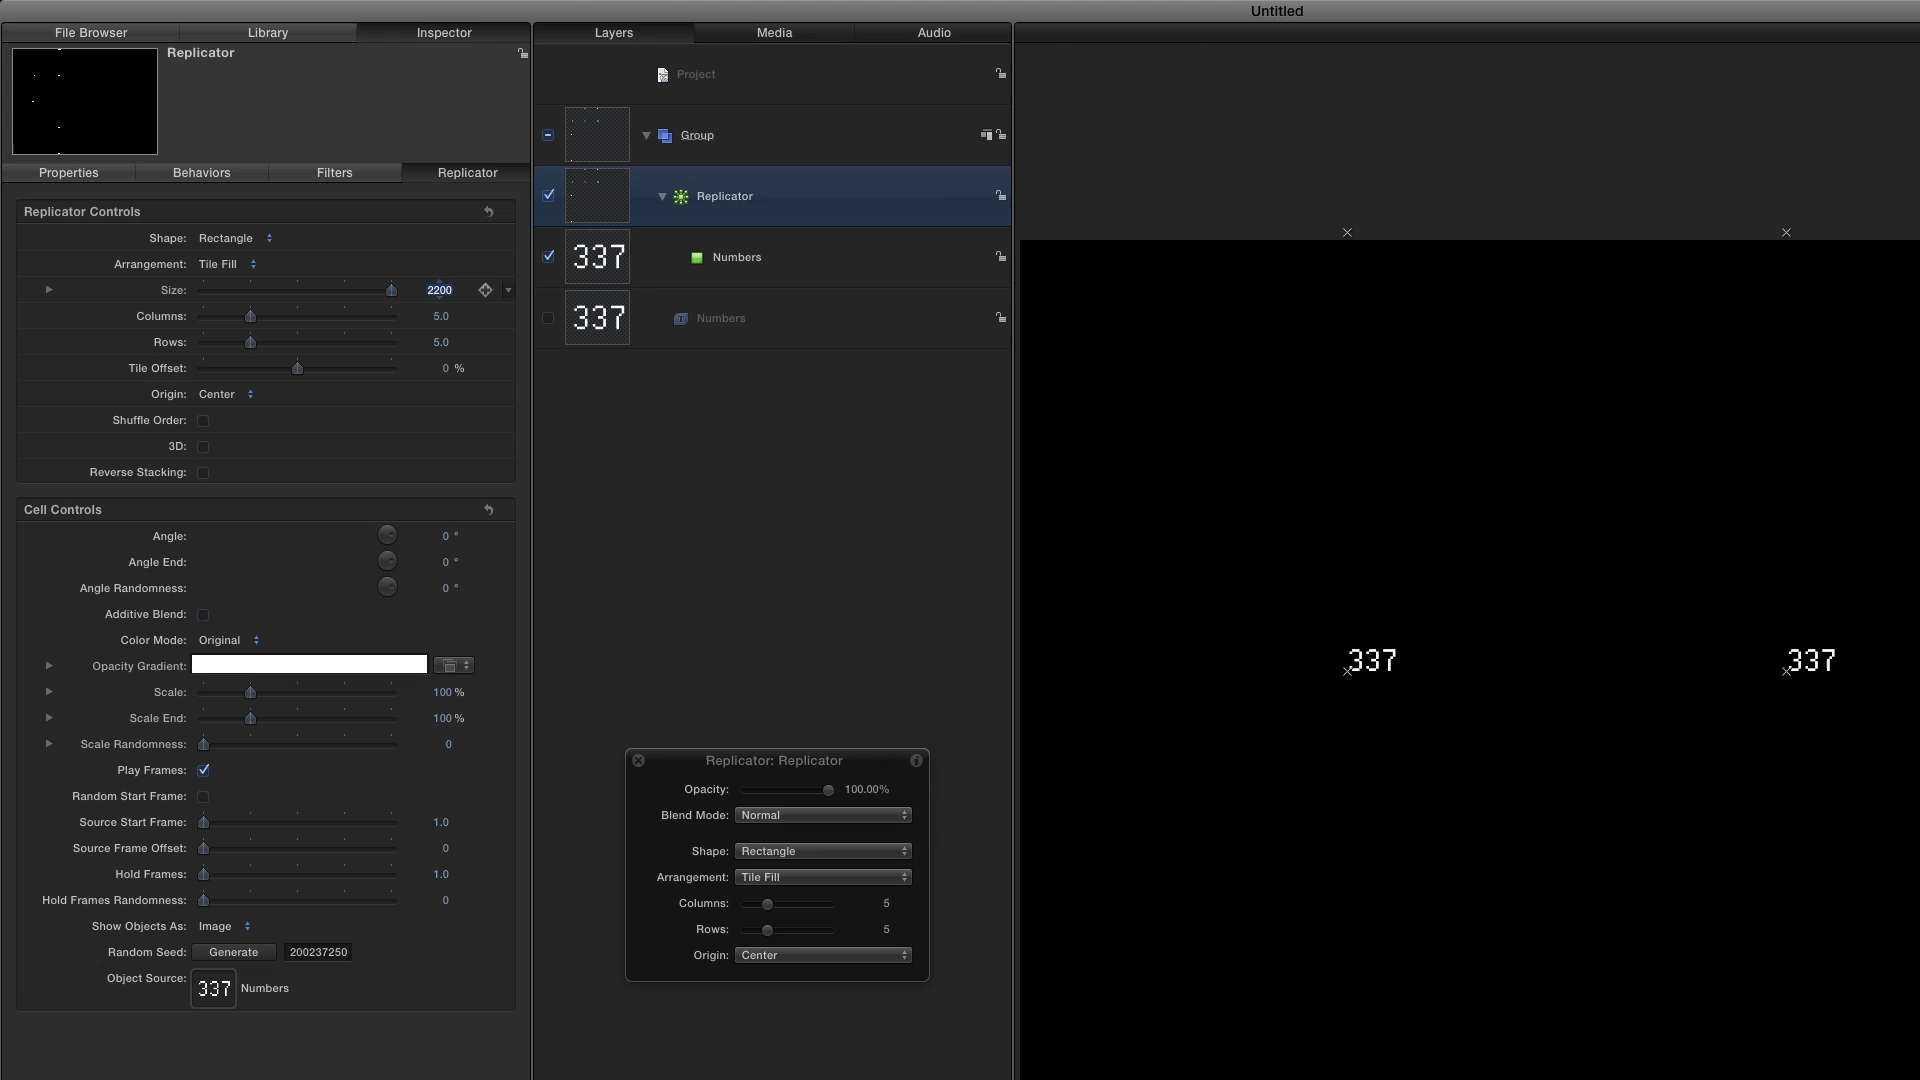 Untitled
File Browser
Library
Inspector
Layers
Media
Audio
Replicator
Properties
Behaviors
Filters
Replicator
Replicator Controls
Shape: Rectangle
Arrangement: Tile Fill
Size: 2200
Columns: 5.0
Rows: 5.0
Tile Offset: 0 %
Origin: Center
Shuffle Order:
3D:
Reverse Stacking:
Cell Controls
Angle: 0 °
Angle End: 0 °
Angle Randomness: 0 °
Additive Blend:
Color Mode: Original
Opacity Gradient:
Scale: 100 %
Scale End: 100 %
Scale Randomness: 0
Play Frames:
Random Start Frame:
Source Start Frame: 1.0
Source Frame Offset: 0
Hold Frames: 1.0
Hold Frames Randomness: 0
Show Objects As: Image
Random Seed: Generate 200237250
Object Source: 337 Numbers
Project
Group
Replicator
337 Numbers
337 Numbers
Replicator: Replicator
Opacity: 100.00%
Blend Mode: Normal
Shape: Rectangle
Arrangement: Tile Fill
Columns: 5
Rows: 5
Origin: Center
337
337